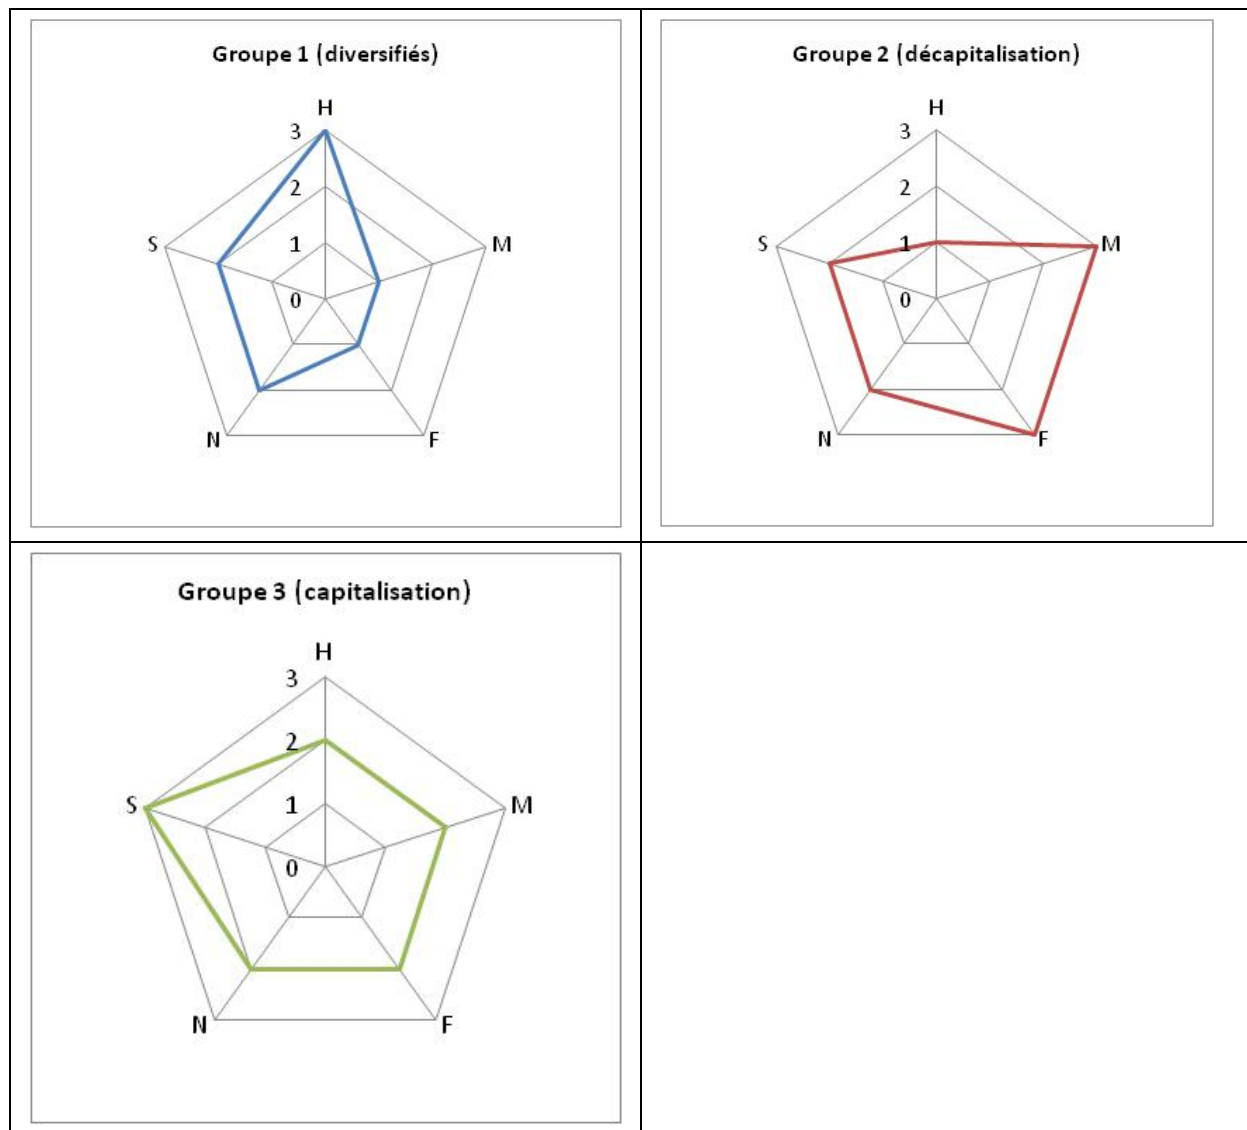 Groupe 1 (diversifiés)
H
3
2
1
0
S
M
N
F
Groupe 2 (décapitalisation)
H
3
2
1
0
S
M
N
F
Groupe 3 (capitalisation)
H
3
2
1
0
S
M
N
F